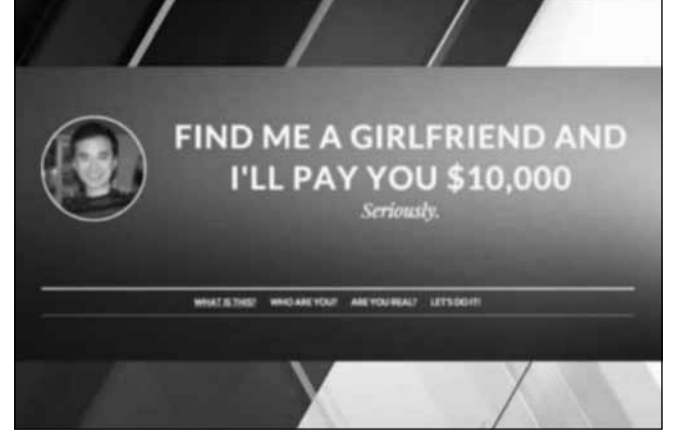 FIND ME A GIRLFRIEND AND
I'LL PAY YOU $10,000
Seriously.
WHAT IS THIS? WHO ARE YOU? ARE YOU REAL? LET'S DO IT!